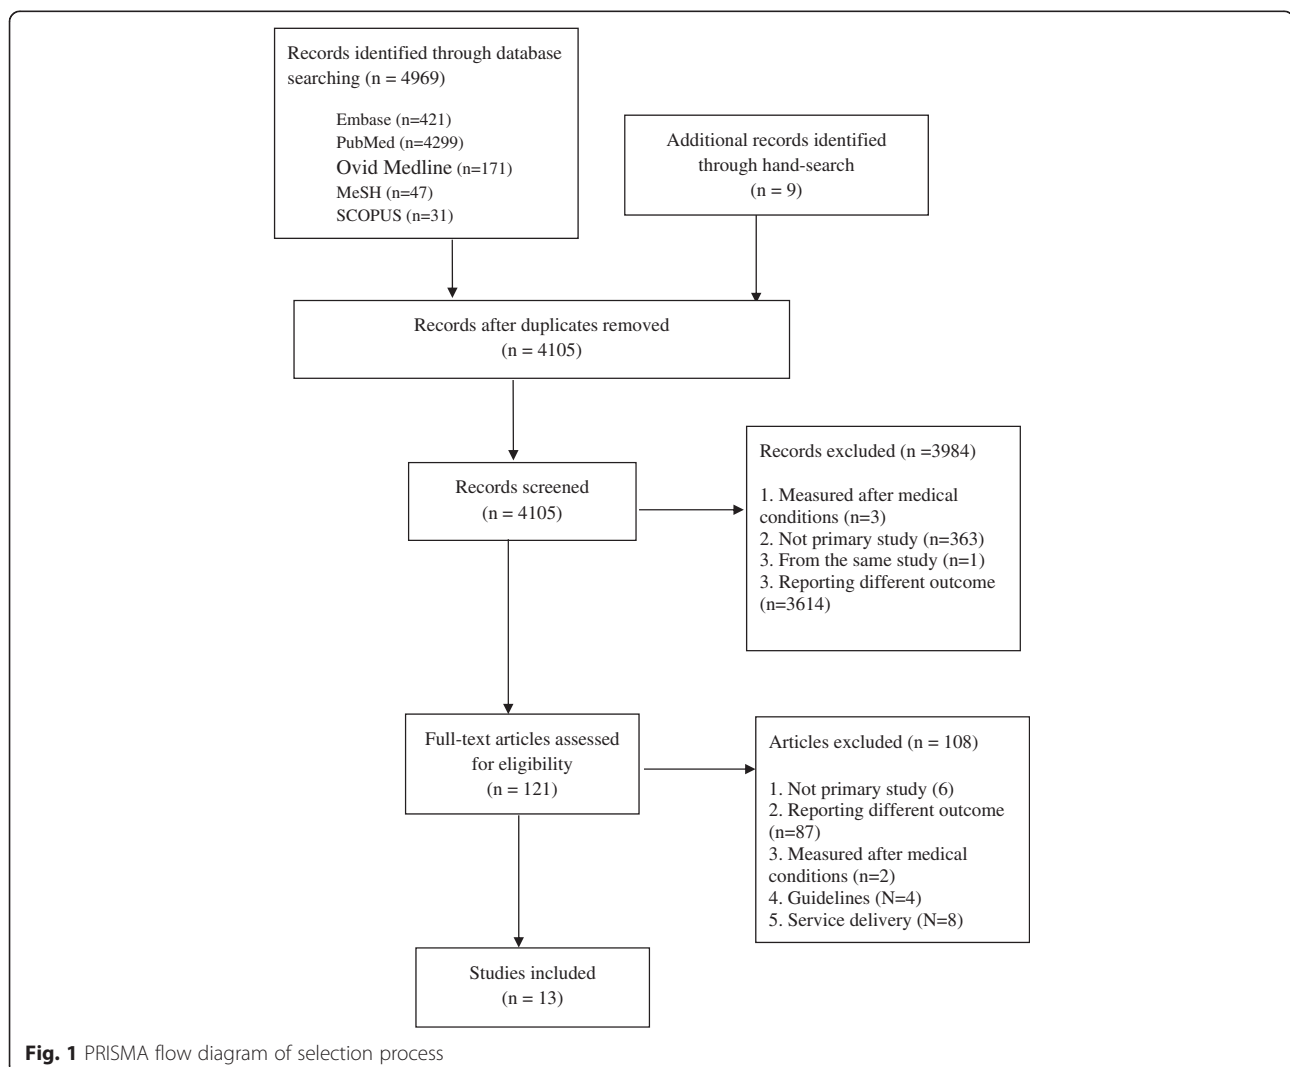 Records identified through database
searching (n = 4969)
Embase (n=421)
PubMed (n=4299)
Ovid Medline (n=171)
MeSH (n=47)
SCOPUS (n=31)
Additional records identified
through hand-search
(n = 9)
Records after duplicates removed
(n = 4105)
Records screened
(n = 4105)
Records excluded (n =3984)
1. Measured after medical
conditions (n=3)
2. Not primary study (n=363)
3. From the same study (n=1)
3. Reporting different outcome
(n=3614)
Full-text articles assessed
for eligibility
(n = 121)
Articles excluded (n = 108)
1. Not primary study (6)
2. Reporting different outcome
(n=87)
3. Measured after medical
conditions (n=2)
4. Guidelines (N=4)
5. Service delivery (N=8)
Studies included
(n = 13)
Fig. 1 PRISMA flow diagram of selection process